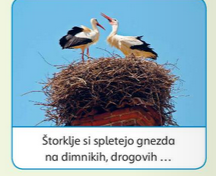 Štorklje si spletejo gnezda
na dimnikih, drogovih ...